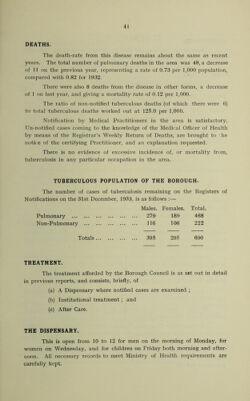 41
DEATHS.
The death-rate from this disease remains about the same as recent
years. The total number of pulmonary deaths in the area was 48, a decrease
of 11 on the previous year, representing a rate of 0.73 per 1,000 population,
compared with 0.82 for 1932.
There were also 8 deaths from the disease in other forms, a decrease
of 1 on last year, and giving a mortality rate of 0.12 per 1,000.
The ratio of non-notified tuberculous deaths (of which there were 6)
to total tuberculous deaths worked out at 125.0 per 1,000.
Notification by Medical Practitioners in the area is satisfactory.
Un-notified cases coming to the knowledge of the Medical Officer of Health
by means of the Registrar's Weekly Return of Deaths, are brought to the
notice of the certifying Practitioner, and an explanation requested.
There is no evidence of excessive incidence of, or mortality from,
tuberculosis in any particular occupation in the area.
TUBERCULOUS POPULATION OF THE BOROUGH.
The number of cases of tuberculosis remaining on the Registers of
Notifications on the 31st December, 1933, is as follows :—
Males. Females. Total.
Pulmonary ... ... ... ... ... ... 279 189 468
Non-Pulmonary ... ... ... ... ... 116 106 222
Totals ... ... ... ... 395 295 690
TREATMENT.
The treatment afforded by the Borough Council is as set out in detail
in previous reports, and consists, briefly, of
(a) A Dispensary where notified cases are examined ;
(b) Institutional treatment ; and
(c) After Care.
THE DISPENSARY.
This is open from 10 to 12 for men on the morning of Monday, for
women on Wednesday, and for children on Friday both morning and after-
noon. All necessary records to meet Ministry of Health requirements are
carefully kept.